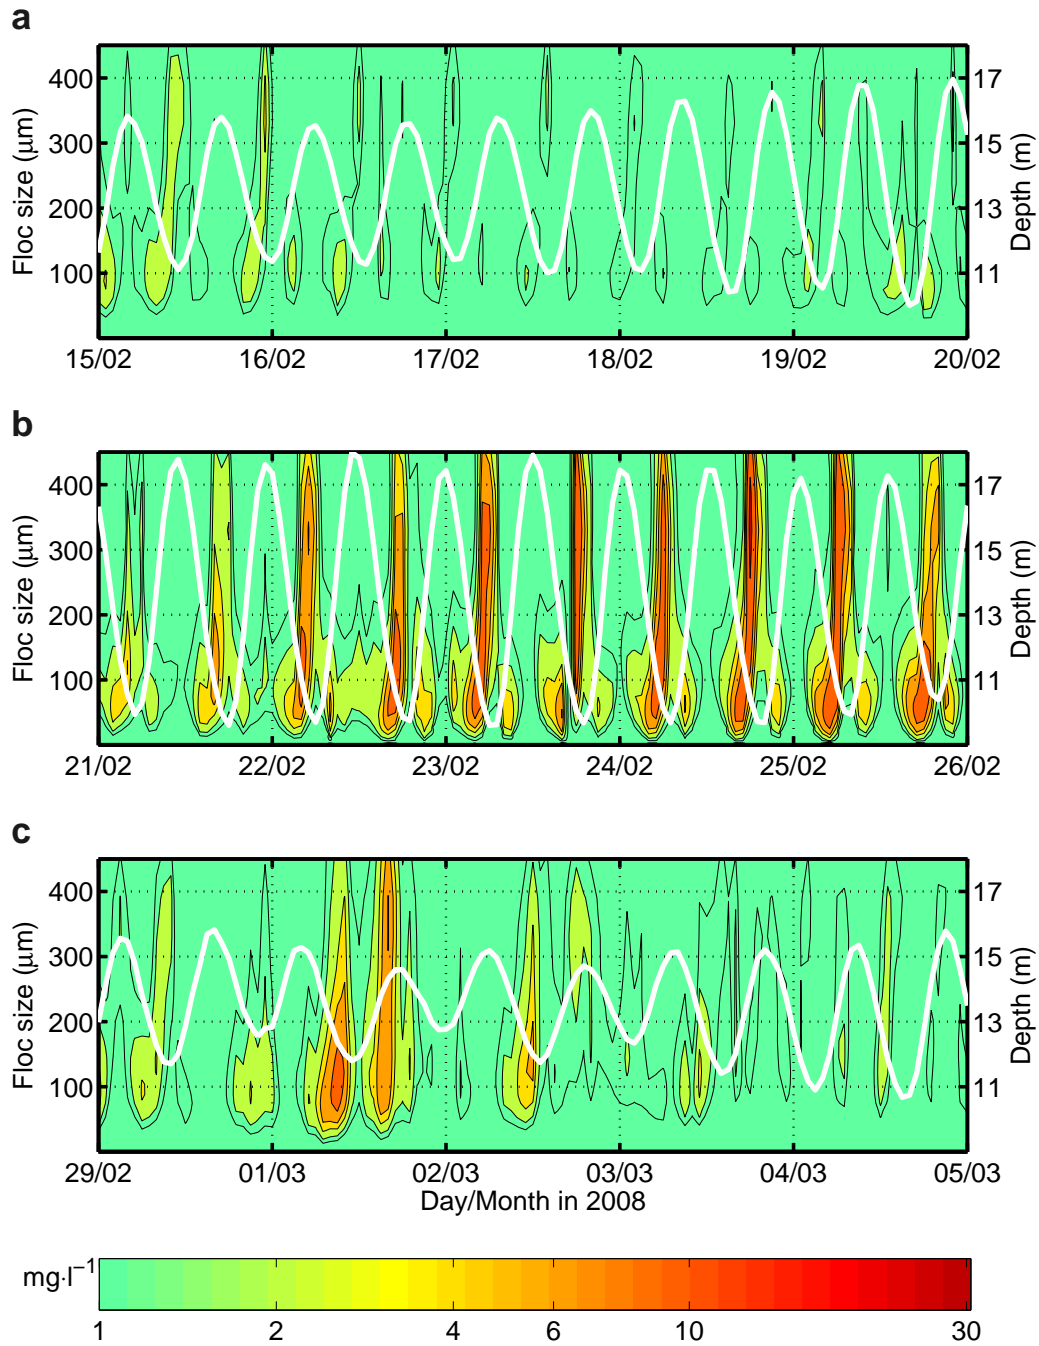 a
Floc size (µm)
400
300
200
100
17
15
13
11
Depth (m)
15/02 16/02 17/02 18/02 19/02 20/02
b
Floc size (µm)
400
300
200
100
17
15
13
11
Depth (m)
21/02 22/02 23/02 24/02 25/02 26/02
c
Floc size (µm)
400
300
200
100
17
15
13
11
Depth (m)
29/02 01/03 02/03 03/03 04/03 05/03
Day/Month in 2008
mg·l⁻¹
1 2 4 6 10 30